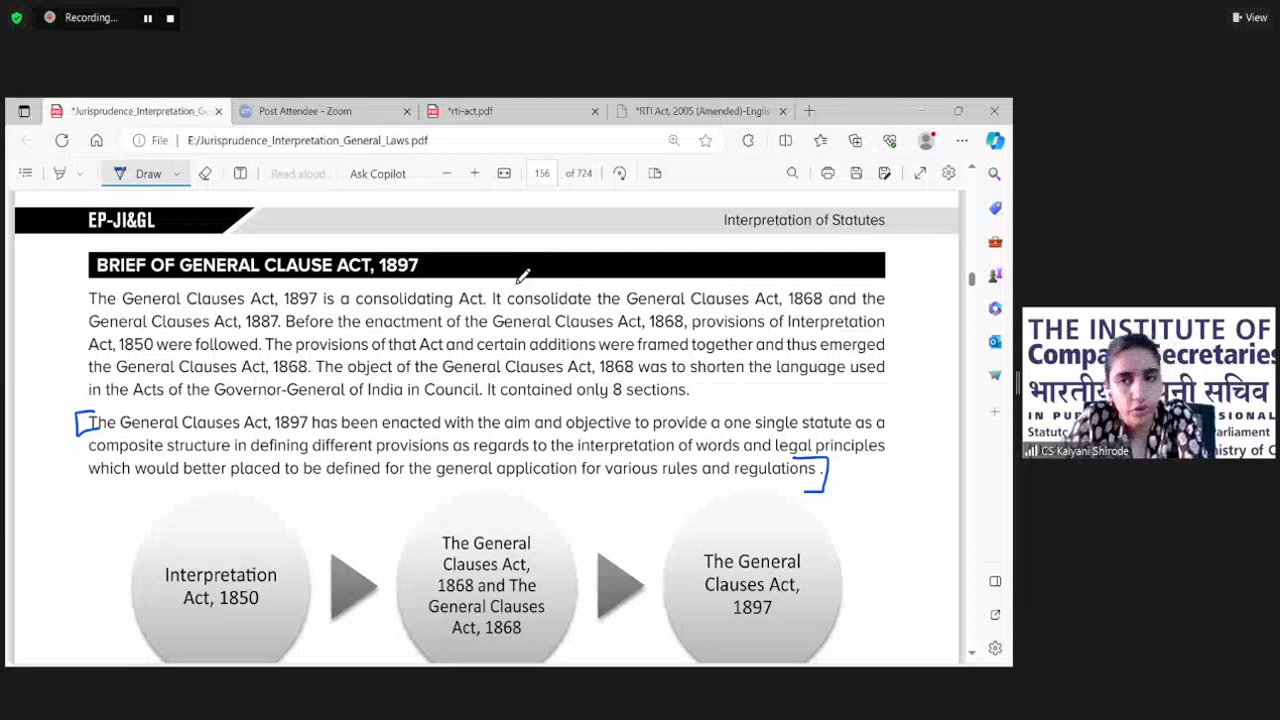 Recording...
View
*Jurisprudence_Interpretation_Ge
Post Attendee - Zoom
*rti-act.pdf
*RTI Act, 2005 (Amended)-Englis
File
E:/Jurisprudence_Interpretation_General_Laws.pdf
Draw
Read aloud
Ask Copilot
156
of 724
EP-JI&GL
Interpretation of Statutes
BRIEF OF GENERAL CLAUSE ACT, 1897
The General Clauses Act, 1897 is a consolidating Act. It consolidate the General Clauses Act, 1868 and the
General Clauses Act, 1887. Before the enactment of the General Clauses Act, 1868, provisions of Interpretation
Act, 1850 were followed. The provisions of that Act and certain additions were framed together and thus emerged
the General Clauses Act, 1868. The object of the General Clauses Act, 1868 was to shorten the language used
in the Acts of the Governor-General of India in Council. It contained only 8 sections.
The General Clauses Act, 1897 has been enacted with the aim and objective to provide a one single statute as a
composite structure in defining different provisions as regards to the interpretation of words and legal principles
which would better placed to be defined for the general application for various rules and regulations .
Interpretation
Act, 1850
The General
Clauses Act,
1868 and The
General Clauses
Act, 1868
The General
Clauses Act,
1897
THE INSTITUTE OF
Secretaries
सचिव
IN PUR
SIONAL
Statuto
Parliament
CS Kalyani Shirode
istry of C